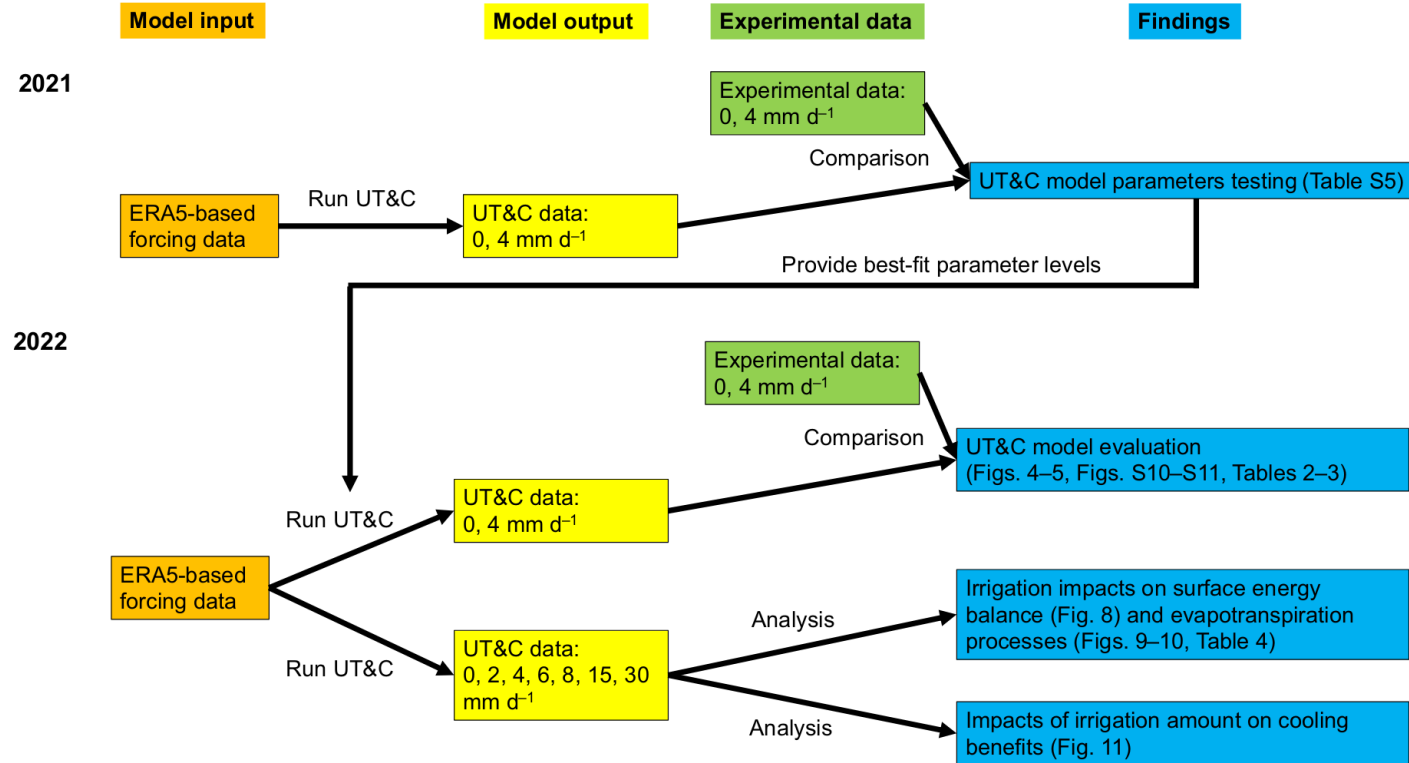 Model input
Model output
Experimental data
Findings
2021
Experimental data:
0, 4 mm d⁻¹
Comparison
UT&C model parameters testing (Table S5)
Run UT&C
ERA5-based
forcing data
UT&C data:
0, 4 mm d⁻¹
Provide best-fit parameter levels
2022
Experimental data:
0, 4 mm d⁻¹
Comparison
UT&C model evaluation
(Figs. 4–5, Figs. S10–S11, Tables 2–3)
UT&C data:
0, 4 mm d⁻¹
Run UT&C
ERA5-based
forcing data
Irrigation impacts on surface energy
balance (Fig. 8) and evapotranspiration
processes (Figs. 9–10, Table 4)
Analysis
Run UT&C
UT&C data:
0, 2, 4, 6, 8, 15, 30
mm d⁻¹
Analysis
Impacts of irrigation amount on cooling
benefits (Fig. 11)